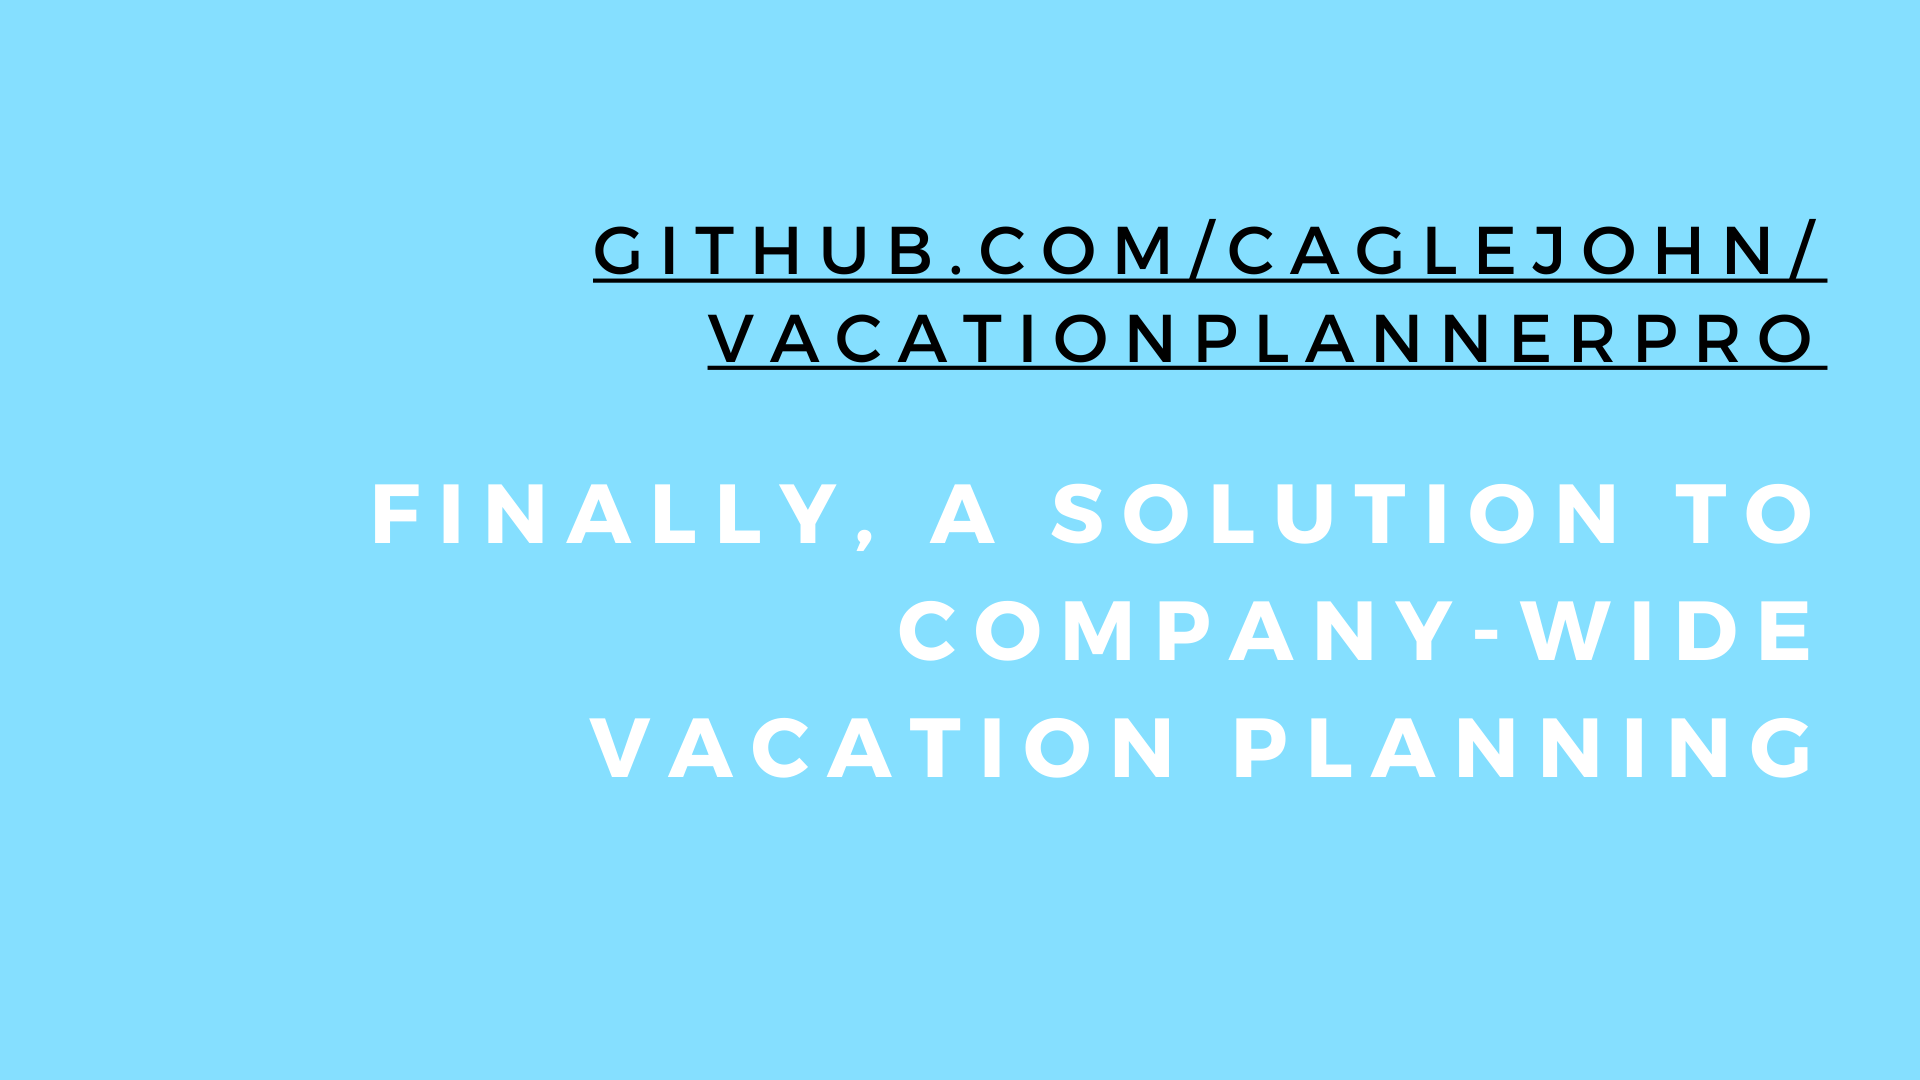 GITHUB.COM/CAGLEJOHN/
VACATIONPLANNERPRO
FINALLY, A SOLUTION TO
COMPANY-WIDE
VACATION PLANNING